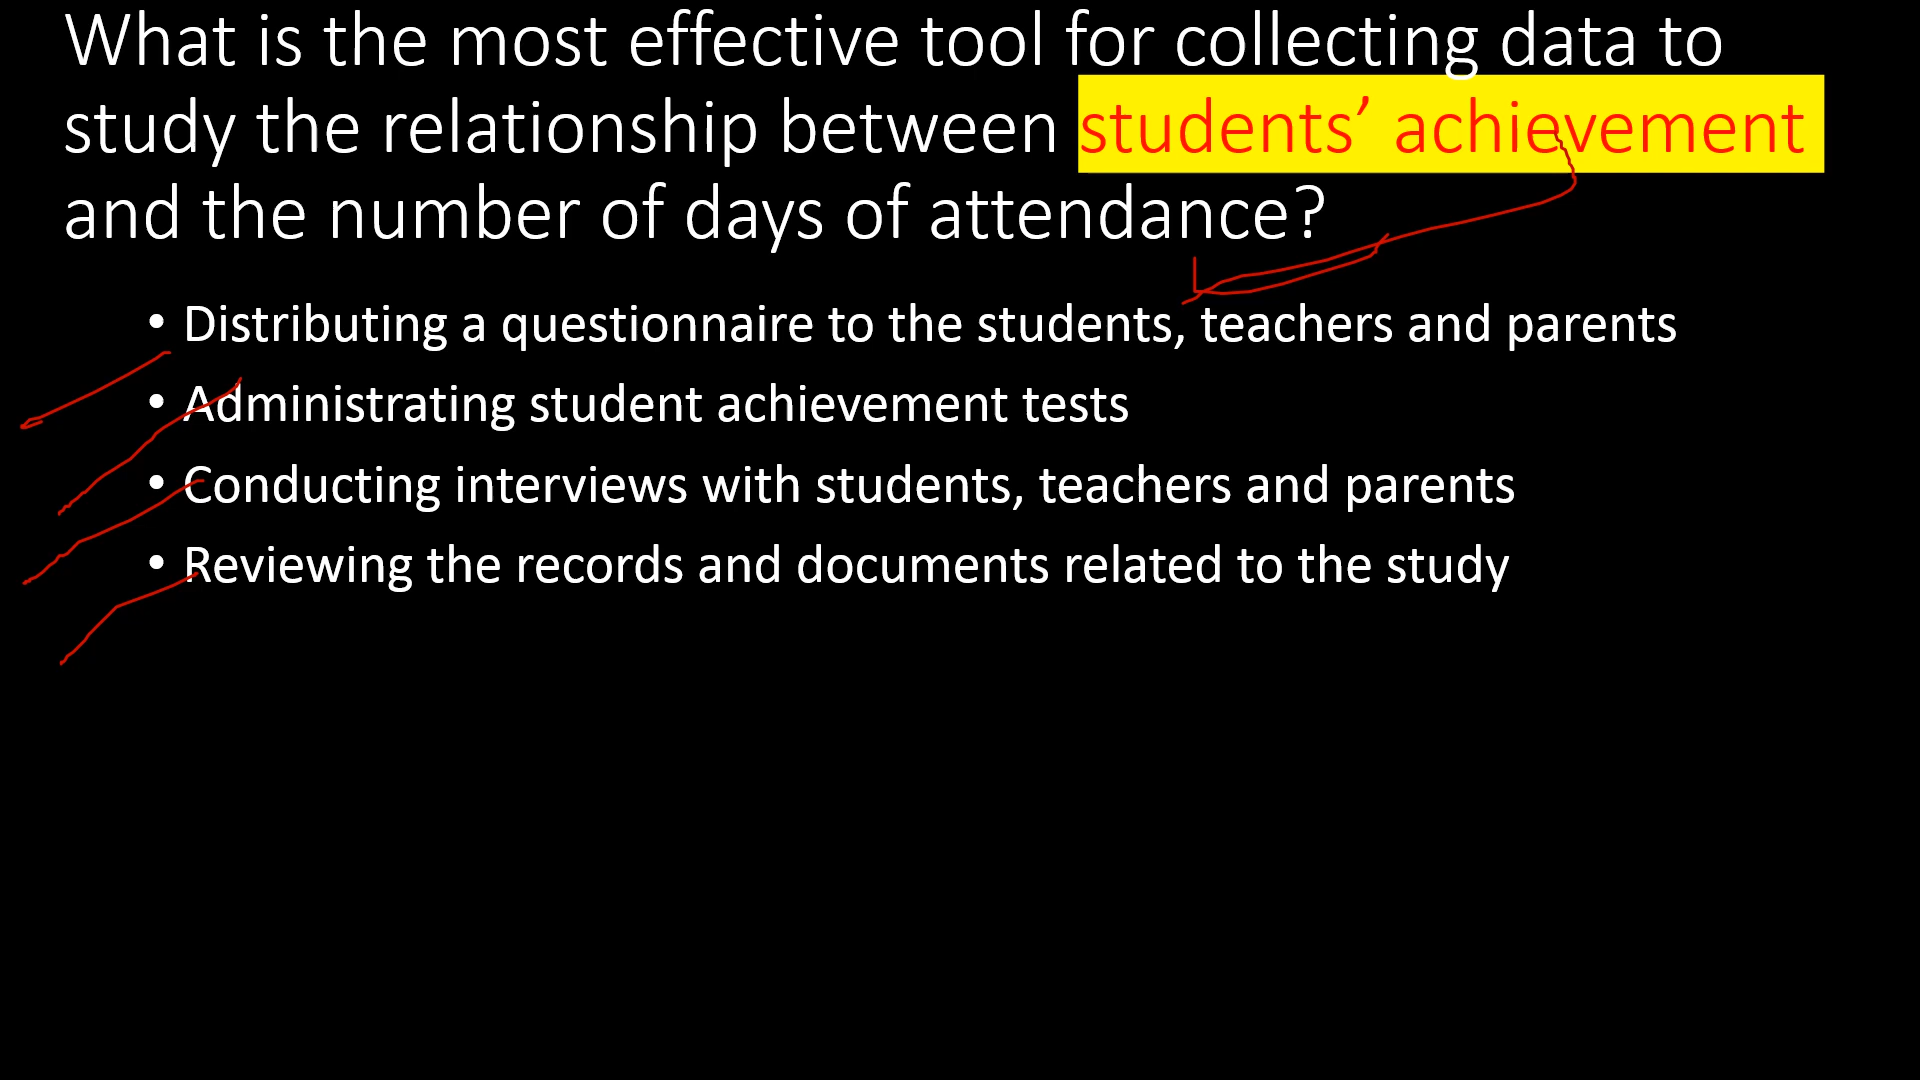 What is the most effective tool for collecting data to
study the relationship between students’ achievement
and the number of days of attendance?
• Distributing a questionnaire to the students, teachers and parents
• Administrating student achievement tests
• Conducting interviews with students, teachers and parents
• Reviewing the records and documents related to the study